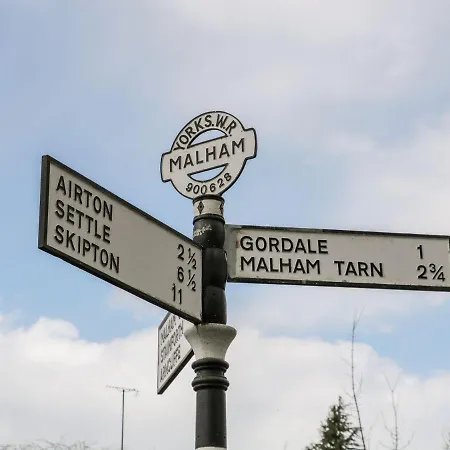 YORKS. W.R.
MALHAM
900628
AIRTON 2½
SETTLE 6½
SKIPTON 11
GORDALE 1
MALHAM TARN 2¾